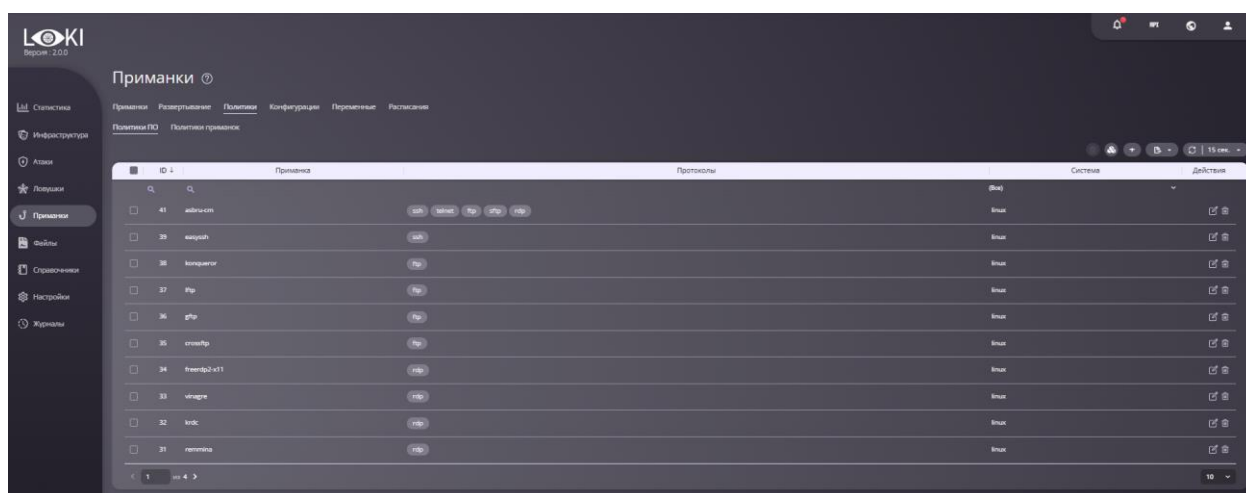 LOKI
Версия : 2.0.0
API
Приманки
Статистика
Инфраструктура
Атаки
Ловушки
Приманки
Файлы
Справочники
Настройки
Журналы
Приманки Развертывание Политики Конфигурации Переменные Расписания
Политики ПО Политики приманок
15 сек.
ID Приманка Протоколы Система Действия
(Все)
41 asbru-cm ssh telnet ftp sftp rdp linux
39 easyssh ssh linux
38 konqueror ftp linux
37 lftp ftp linux
36 gftp ftp linux
35 crossftp ftp linux
34 freerdp2-x11 rdp linux
33 vinagre rdp linux
32 krdc rdp linux
31 remmina rdp linux
1 из 4
10